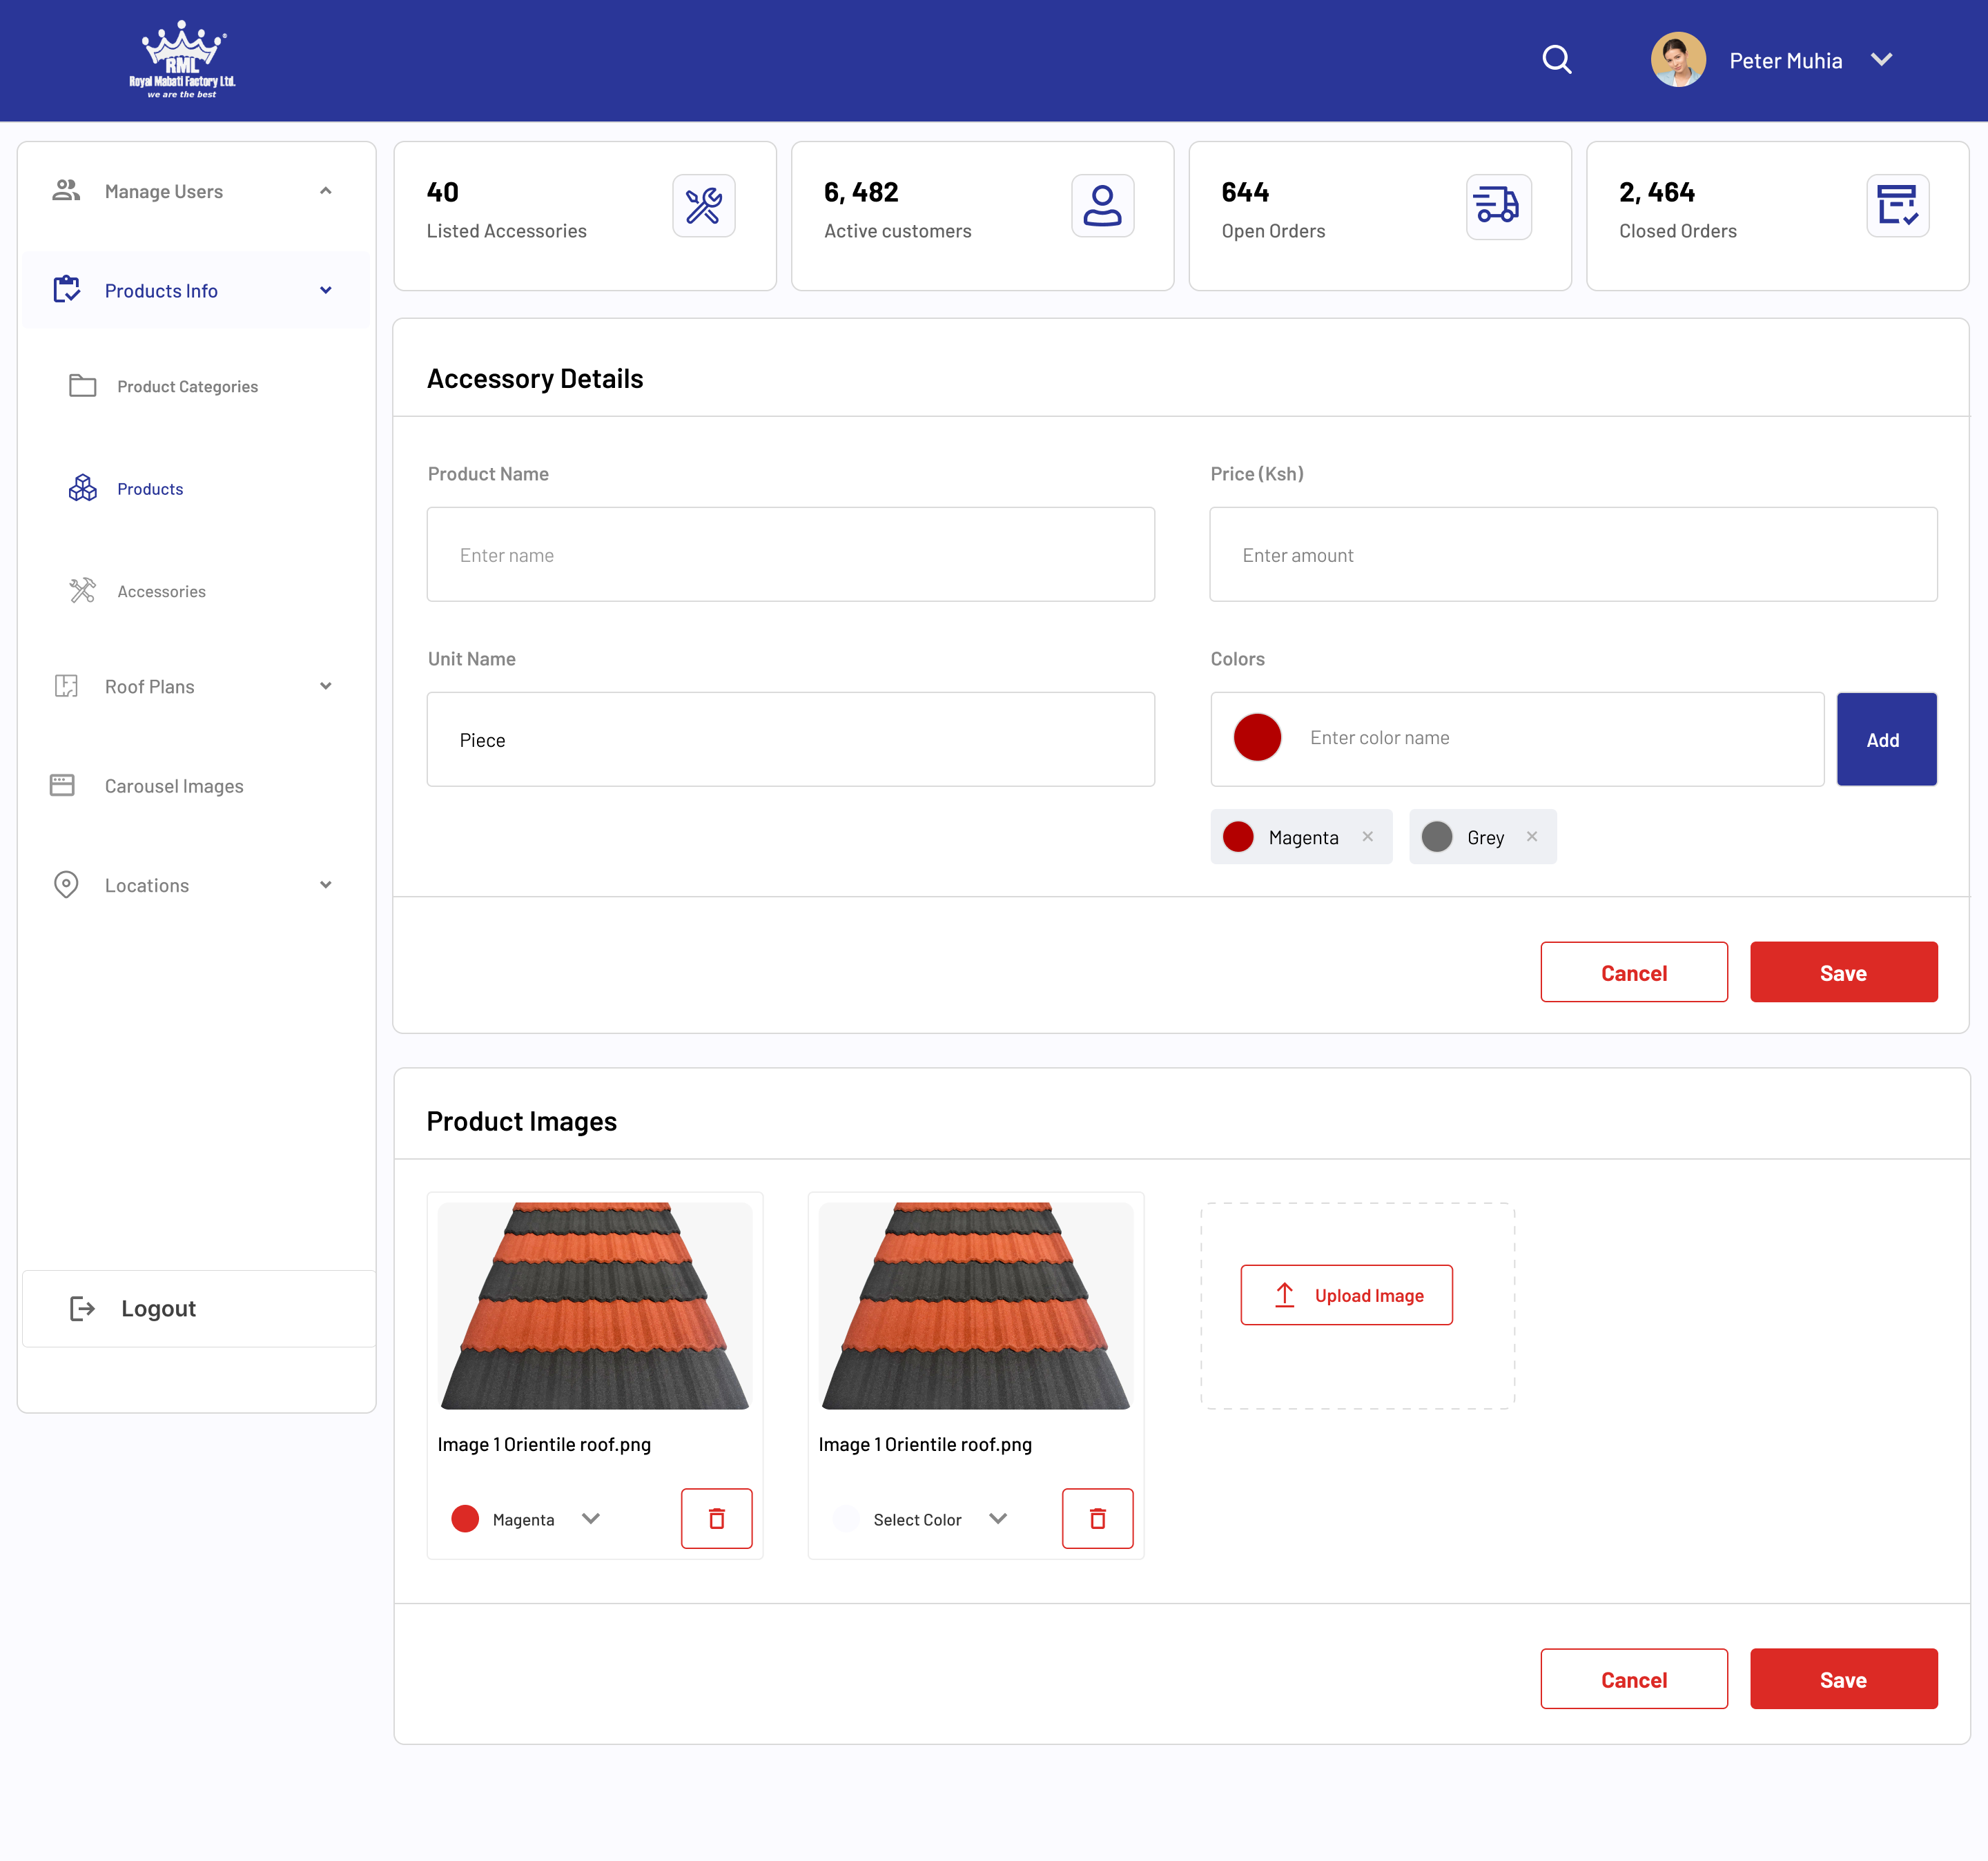 RML
Royal Mabati Factory Ltd.
we are the best
Peter Muhia
Manage Users
Products Info
Product Categories
Products
Accessories
Roof Plans
Carousel Images
Locations
Logout
40
Listed Accessories
6, 482
Active customers
644
Open Orders
2, 464
Closed Orders
Accessory Details
Product Name
Price (Ksh)
Enter name
Enter amount
Unit Name
Colors
Piece
Enter color name
Add
Magenta
Grey
Cancel
Save
Product Images
Upload Image
Image 1 Orientile roof.png
Image 1 Orientile roof.png
Magenta
Select Color
Cancel
Save